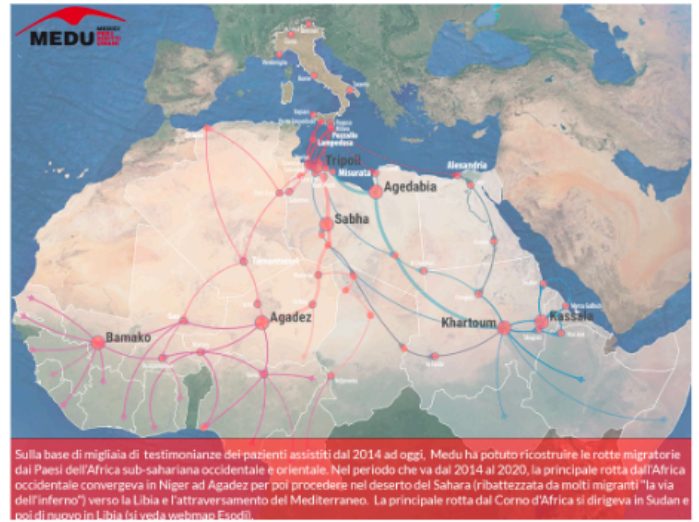 MEDU
MEDICI
PER I
DIRITTI
UMANI
Lampedusa
Tripoli
Misurata
Alexandria
Agedabia
Sabha
Tamanrasset
Agadez
Bamako
Khartoum
Kassala
Sulla base di migliaia di testimonianze dei pazienti assistiti dal 2014 ad oggi, Medu ha potuto ricostruire le rotte migratorie
dai Paesi dell'Africa sub-sahariana occidentale e orientale. Nel periodo che va dal 2014 al 2020, la principale rotta dall'Africa
occidentale convergeva in Niger ad Agadez per poi procedere nel deserto del Sahara (ribattezzata da molti migranti "la via
dell'inferno") verso la Libia e l'attraversamento del Mediterraneo. La principale rotta dal Corno d'Africa si dirigeva in Sudan e
poi di nuovo in Libia (si veda webmap Esodi).